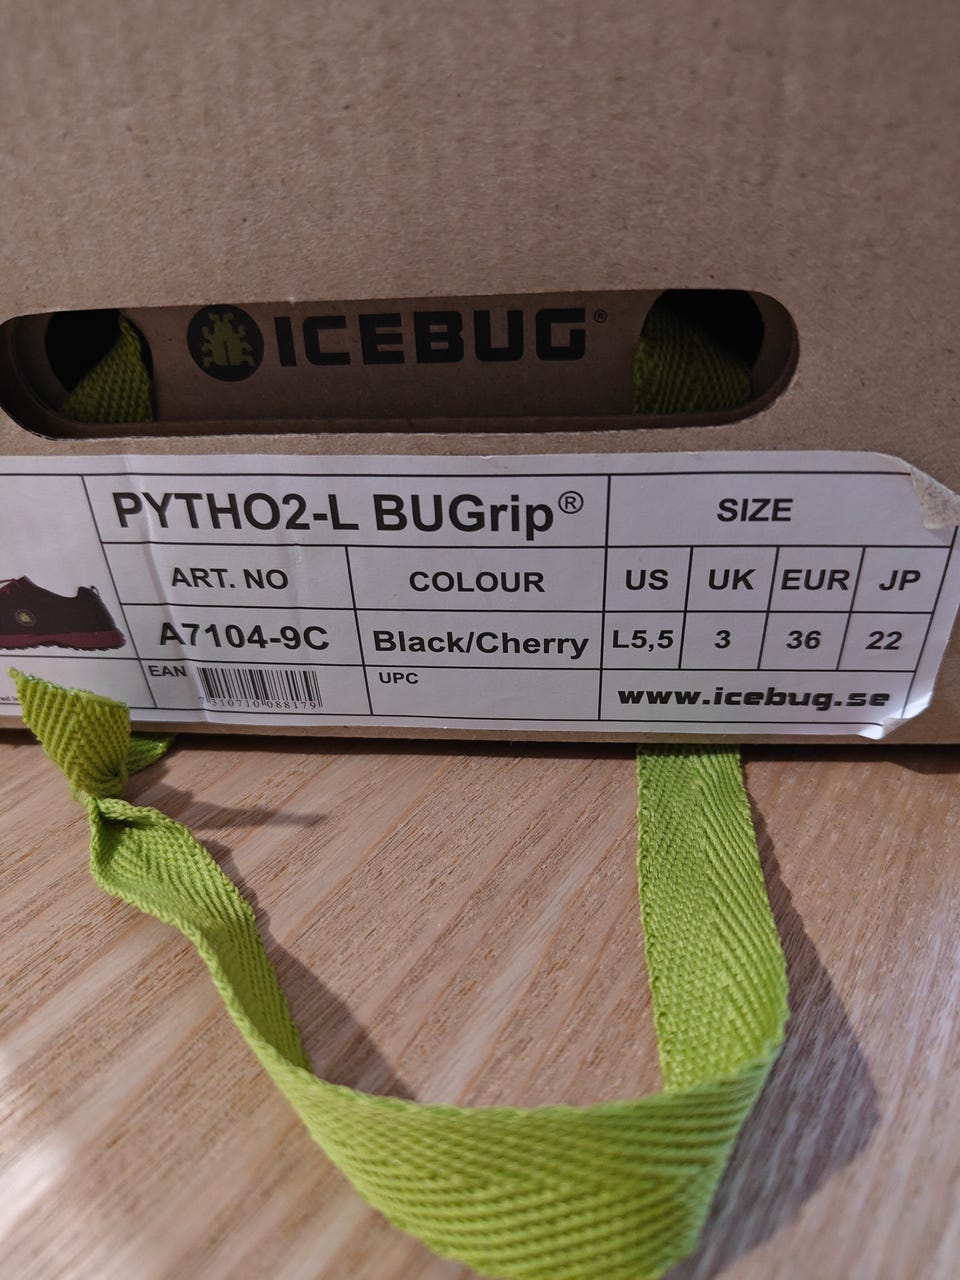 ICEBUG®
PYTHO2-L BUGrip®
SIZE
ART. NO
COLOUR
US
UK
EUR
JP
A7104-9C
Black/Cherry
L5,5
3
36
22
EAN
7310710088179
UPC
www.icebug.se